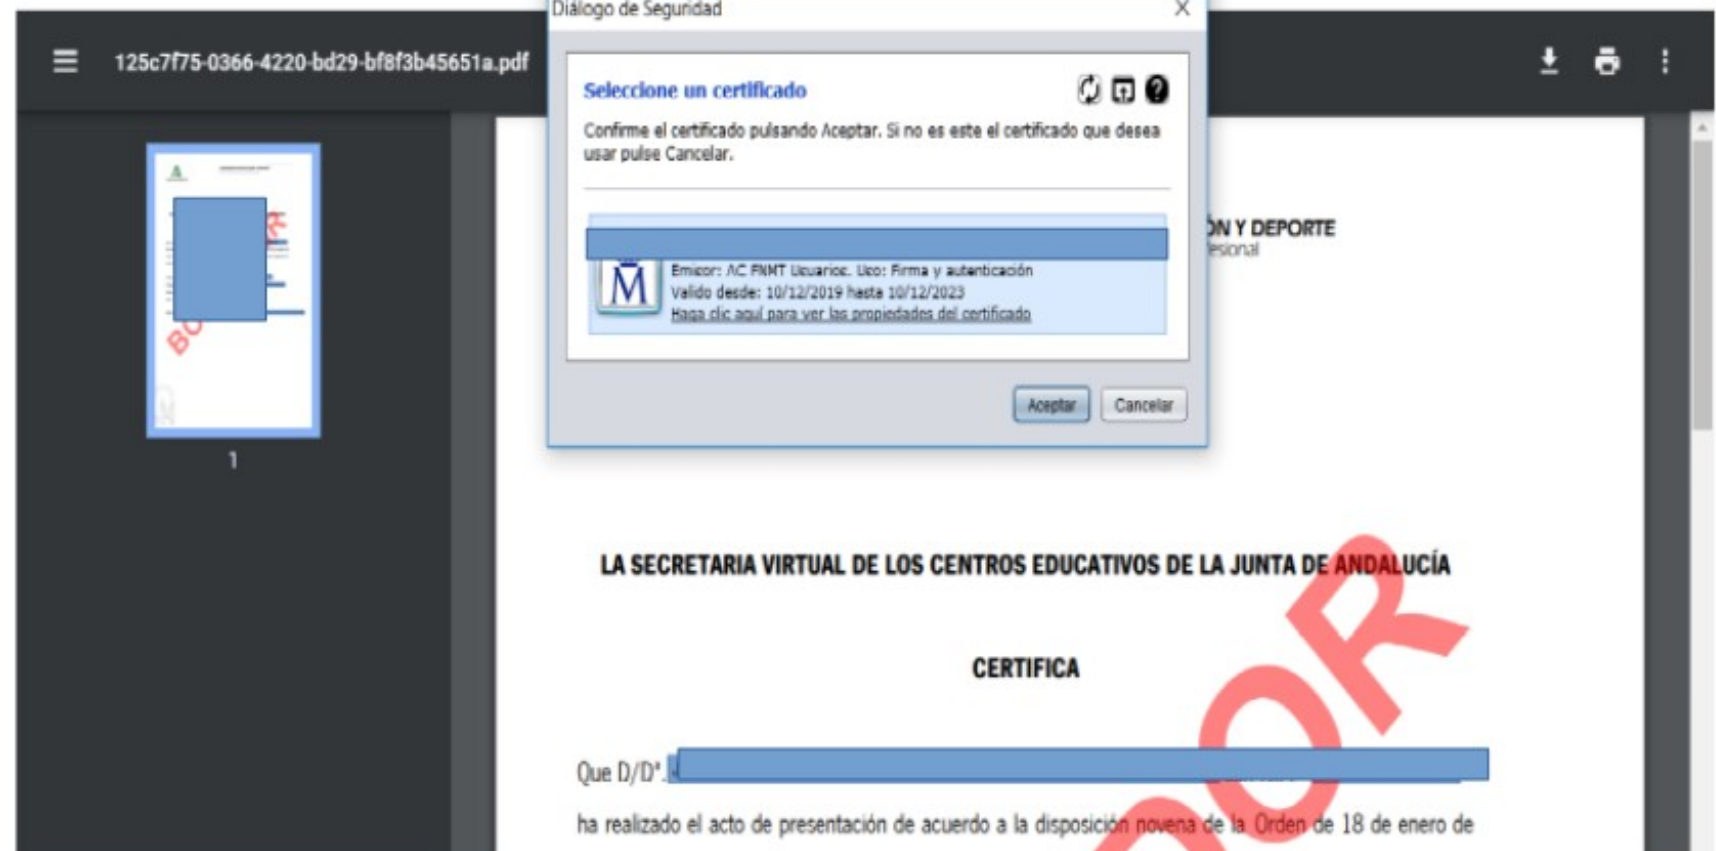 Diálogo de Seguridad
125c7f75-0366-4220-bd29-bf8f3b45651a.pdf
Seleccione un certificado
Confirme el certificado pulsando Aceptar. Si no es este el certificado que desea
usar pulse Cancelar.
Emisor: AC FNMT Usuarios. Uso: Firma y autenticación
Valido desde: 10/12/2019 hasta 10/12/2023
Haga clic aquí para ver las propiedades del certificado
Aceptar Cancelar
ÓN Y DEPORTE
esional
1
LA SECRETARIA VIRTUAL DE LOS CENTROS EDUCATIVOS DE LA JUNTA DE ANDALUCÍA
CERTIFICA
Que D/Dª.
ha realizado el acto de presentación de acuerdo a la disposición novena de la Orden de 18 de enero de
DOR